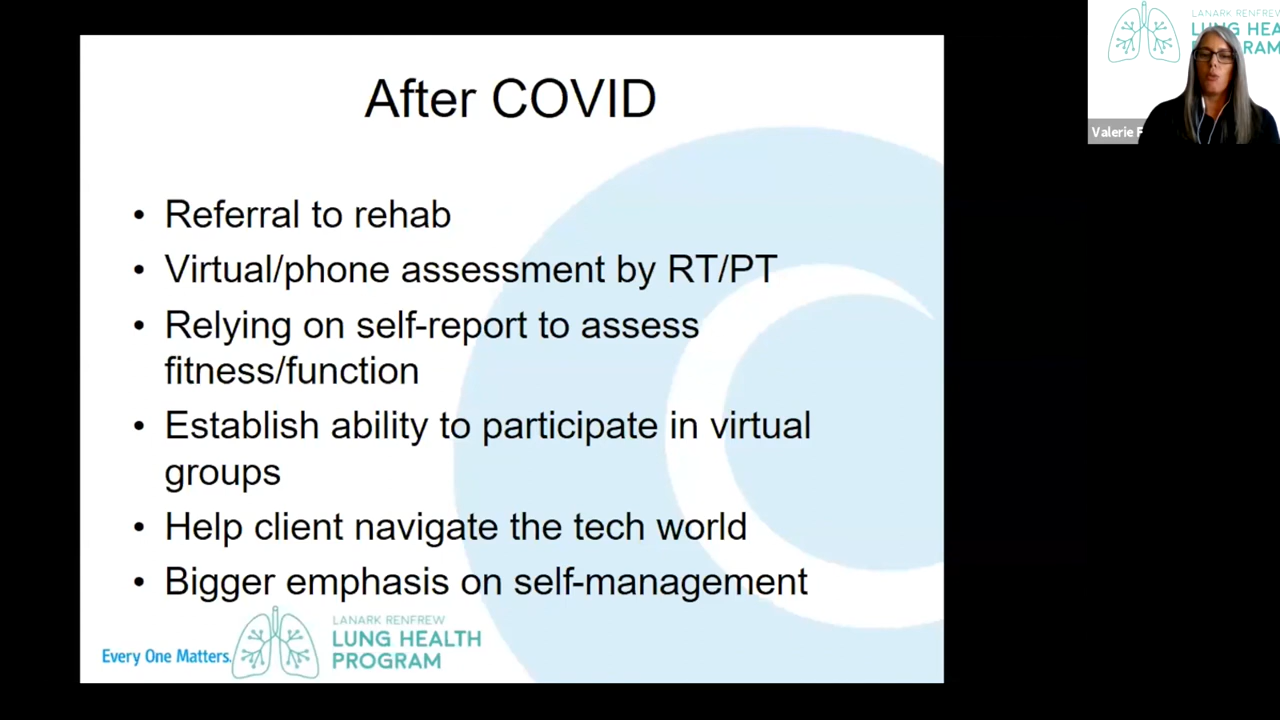 After COVID
• Referral to rehab
• Virtual/phone assessment by RT/PT
• Relying on self-report to assess
fitness/function
• Establish ability to participate in virtual
groups
• Help client navigate the tech world
• Bigger emphasis on self-management
Every One Matters.
LANARK RENFREW
LUNG HEALTH
PROGRAM
LANARK RENFREW
LUNG HEA
Valerie F